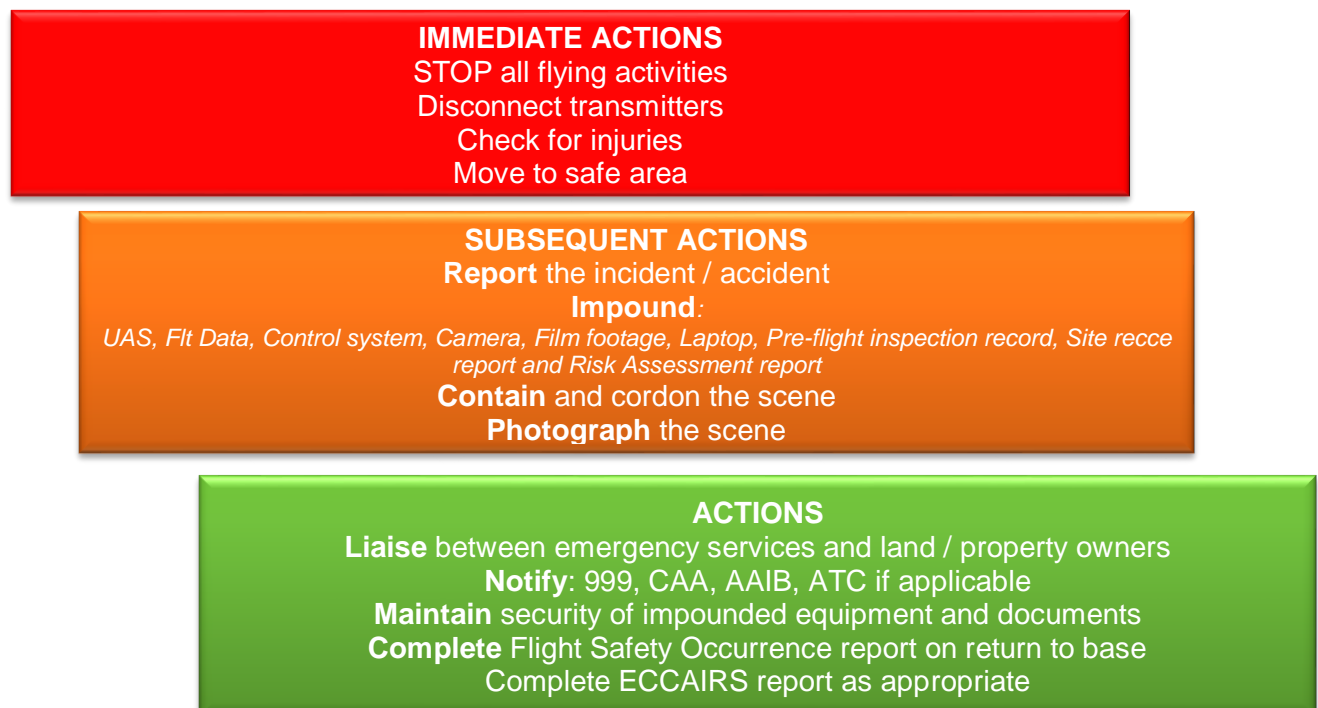 IMMEDIATE ACTIONS
STOP all flying activities
Disconnect transmitters
Check for injuries
Move to safe area
SUBSEQUENT ACTIONS
Report the incident / accident
Impound:
UAS, Flt Data, Control system, Camera, Film footage, Laptop, Pre-flight inspection record, Site recce
report and Risk Assessment report
Contain and cordon the scene
Photograph the scene
ACTIONS
Liaise between emergency services and land / property owners
Notify: 999, CAA, AAIB, ATC if applicable
Maintain security of impounded equipment and documents
Complete Flight Safety Occurrence report on return to base
Complete ECCAIRS report as appropriate